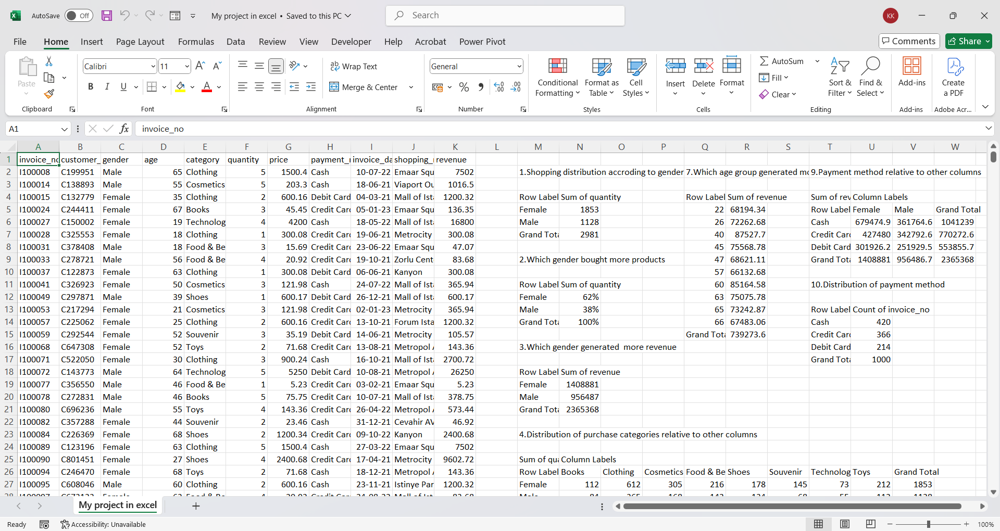 AutoSave Off My project in excel • Saved to this PC Search KK
File Home Insert Page Layout Formulas Data Review View Developer Help Acrobat Power Pivot Comments Share
Paste Calibri 11 Wrap Text General Conditional Formatting Format as Table Cell Styles Insert Delete Format AutoSum Fill Clear Sort & Filter Find & Select Add-ins Create a PDF
B I U A Merge & Center % 
Clipboard Font Alignment Number Styles Cells Editing Add-ins Adobe Acr...
A1 fx invoice_no
A B C D E F G H I J K L M N O P Q R S T U V W
1 invoice_no customer_ gender age category quantity price payment_ invoice_da shopping_ revenue
2 I100008 C199951 Male 65 Clothing 5 1500.4 Cash 10-07-22 Emaar Squ 7502 1.Shopping distribution accroding to gender 7.Which age group generated mo 9.Payment method relative to other columns
3 I100014 C138893 Male 55 Cosmetics 5 203.3 Cash 18-06-21 Viaport Ou 1016.5
4 I100015 C132779 Female 35 Clothing 2 600.16 Debit Card 04-03-21 Mall of Ist 1200.32 Row Label Sum of quantity Row Label Sum of revenue Sum of rev Column Labels
5 I100024 C244411 Female 67 Books 3 45.45 Credit Card 05-01-23 Emaar Squ 136.35 Female 1853 22 68194.34 Row Label Female Male Grand Total
6 I100027 C150002 Female 19 Technolog 4 4200 Cash 18-05-22 Mall of Ist 16800 Male 1128 26 72262.68 Cash 679474.9 361764.6 1041239
7 I100028 C325553 Female 18 Clothing 1 300.08 Credit Card 19-06-21 Metrocity 300.08 Grand Tota 2981 40 87527.7 Credit Card 427480 342792.6 770272.6
8 I100031 C378408 Male 18 Food & Be 3 15.69 Credit Card 23-06-22 Emaar Squ 47.07 45 75568.78 Debit Card 301926.2 251929.5 553855.7
9 I100033 C278721 Male 56 Food & Be 4 20.92 Credit Card 19-10-21 Zorlu Cent 83.68 2.Which gender bought more products 47 68621.11 Grand Tota 1408881 956486.7 2365368
10 I100037 C122873 Female 63 Clothing 1 300.08 Debit Card 06-06-21 Kanyon 300.08 57 66132.68
11 I100041 C326923 Female 50 Cosmetics 3 121.98 Cash 24-07-22 Mall of Ist 365.94 Row Label Sum of quantity 60 85164.58 10.Distribution of payment method
12 I100049 C297871 Male 39 Shoes 1 600.17 Debit Card 26-12-21 Mall of Ist 600.17 Female 62% 63 75075.78
13 I100053 C217294 Female 21 Cosmetics 3 121.98 Credit Card 02-01-23 Metrocity 365.94 Male 38% 65 73242.87 Row Label Count of invoice_no
14 I100057 C225062 Female 25 Clothing 2 600.16 Credit Card 13-10-21 Forum Ista 1200.32 Grand Tota 100% 66 67483.06 Cash 420
15 I100059 C292544 Female 52 Souvenir 3 35.19 Debit Card 14-06-21 Metrocity 105.57 Grand Tota 739273.6 Credit Card 366
16 I100068 C647308 Female 52 Toys 2 71.68 Credit Card 13-08-21 Metropol 143.36 3.Which gender generated  more revenue Debit Card 214
17 I100071 C522050 Female 30 Clothing 3 900.24 Cash 16-10-21 Mall of Ist 2700.72 Grand Tota 1000
18 I100072 C143773 Male 64 Technolog 5 5250 Debit Card 10-08-21 Metropol 26250 Row Label Sum of revenue
19 I100077 C356550 Male 46 Food & Be 1 5.23 Credit Card 03-02-21 Emaar Squ 5.23 Female 1408881
20 I100078 C272831 Male 46 Books 5 75.75 Credit Card 10-07-21 Mall of Ist 378.75 Male 956487
21 I100080 C696236 Male 55 Toys 4 143.36 Credit Card 26-04-22 Metropol 573.44 Grand Tota 2365368
22 I100082 C357288 Female 44 Souvenir 2 23.46 Cash 31-12-21 Cevahir AV 46.92
23 I100084 C226369 Female 68 Shoes 2 1200.34 Credit Card 09-10-22 Kanyon 2400.68 4.Distribution of purchase categories relative to other columns
24 I100089 C123196 Female 63 Clothing 5 1500.4 Cash 27-03-22 Emaar Squ 7502
25 I100090 C801451 Female 27 Shoes 4 2400.68 Credit Card 17-04-21 Metrocity 9602.72 Sum of qua Column Labels
26 I100094 C246470 Female 68 Toys 2 71.68 Cash 18-12-21 Metropol 143.36 Row Label Books Clothing Cosmetics Food & Be Shoes Souvenir Technolog Toys Grand Total
27 I100095 C608046 Male 60 Clothing 2 600.16 Cash 23-11-21 Istinye Par 1200.32 Female 112 612 305 216 178 145 73 212 1853
My project in excel
Ready Accessibility: Unavailable 100%